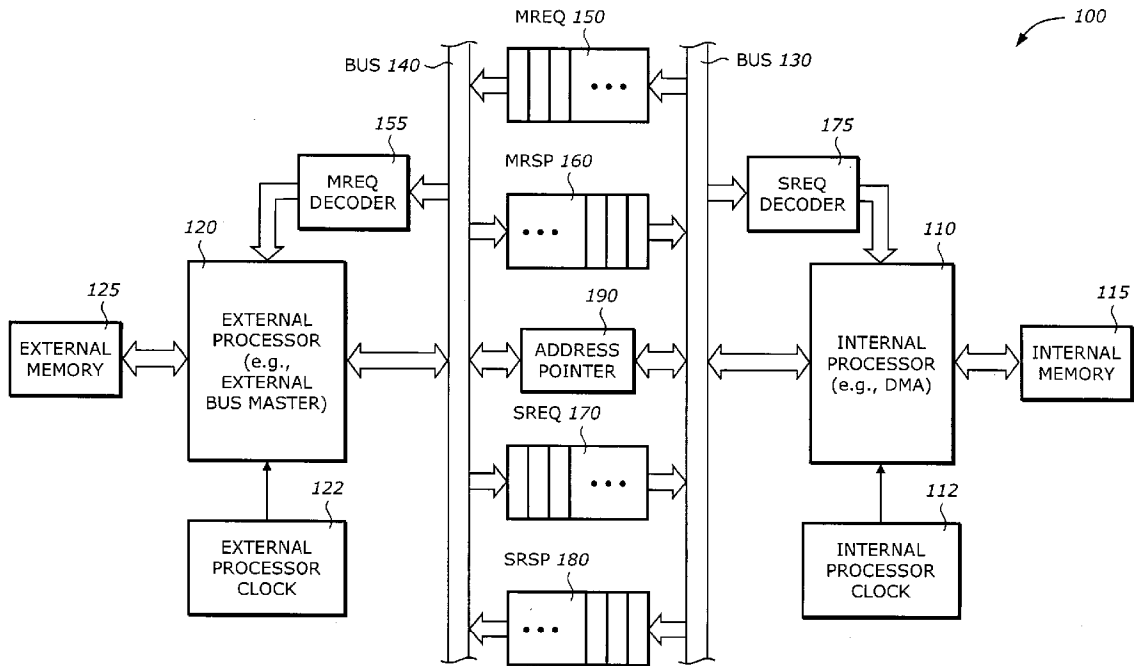 MREQ 150
100
BUS 140
BUS 130
155
175
MREQ
DECODER
MRSP 160
SREQ
DECODER
120
110
125
190
115
EXTERNAL
MEMORY
EXTERNAL
PROCESSOR
(e.g.,
EXTERNAL
BUS MASTER)
ADDRESS
POINTER
INTERNAL
PROCESSOR
(e.g., DMA)
INTERNAL
MEMORY
SREQ 170
122
112
EXTERNAL
PROCESSOR
CLOCK
INTERNAL
PROCESSOR
CLOCK
SRSP 180